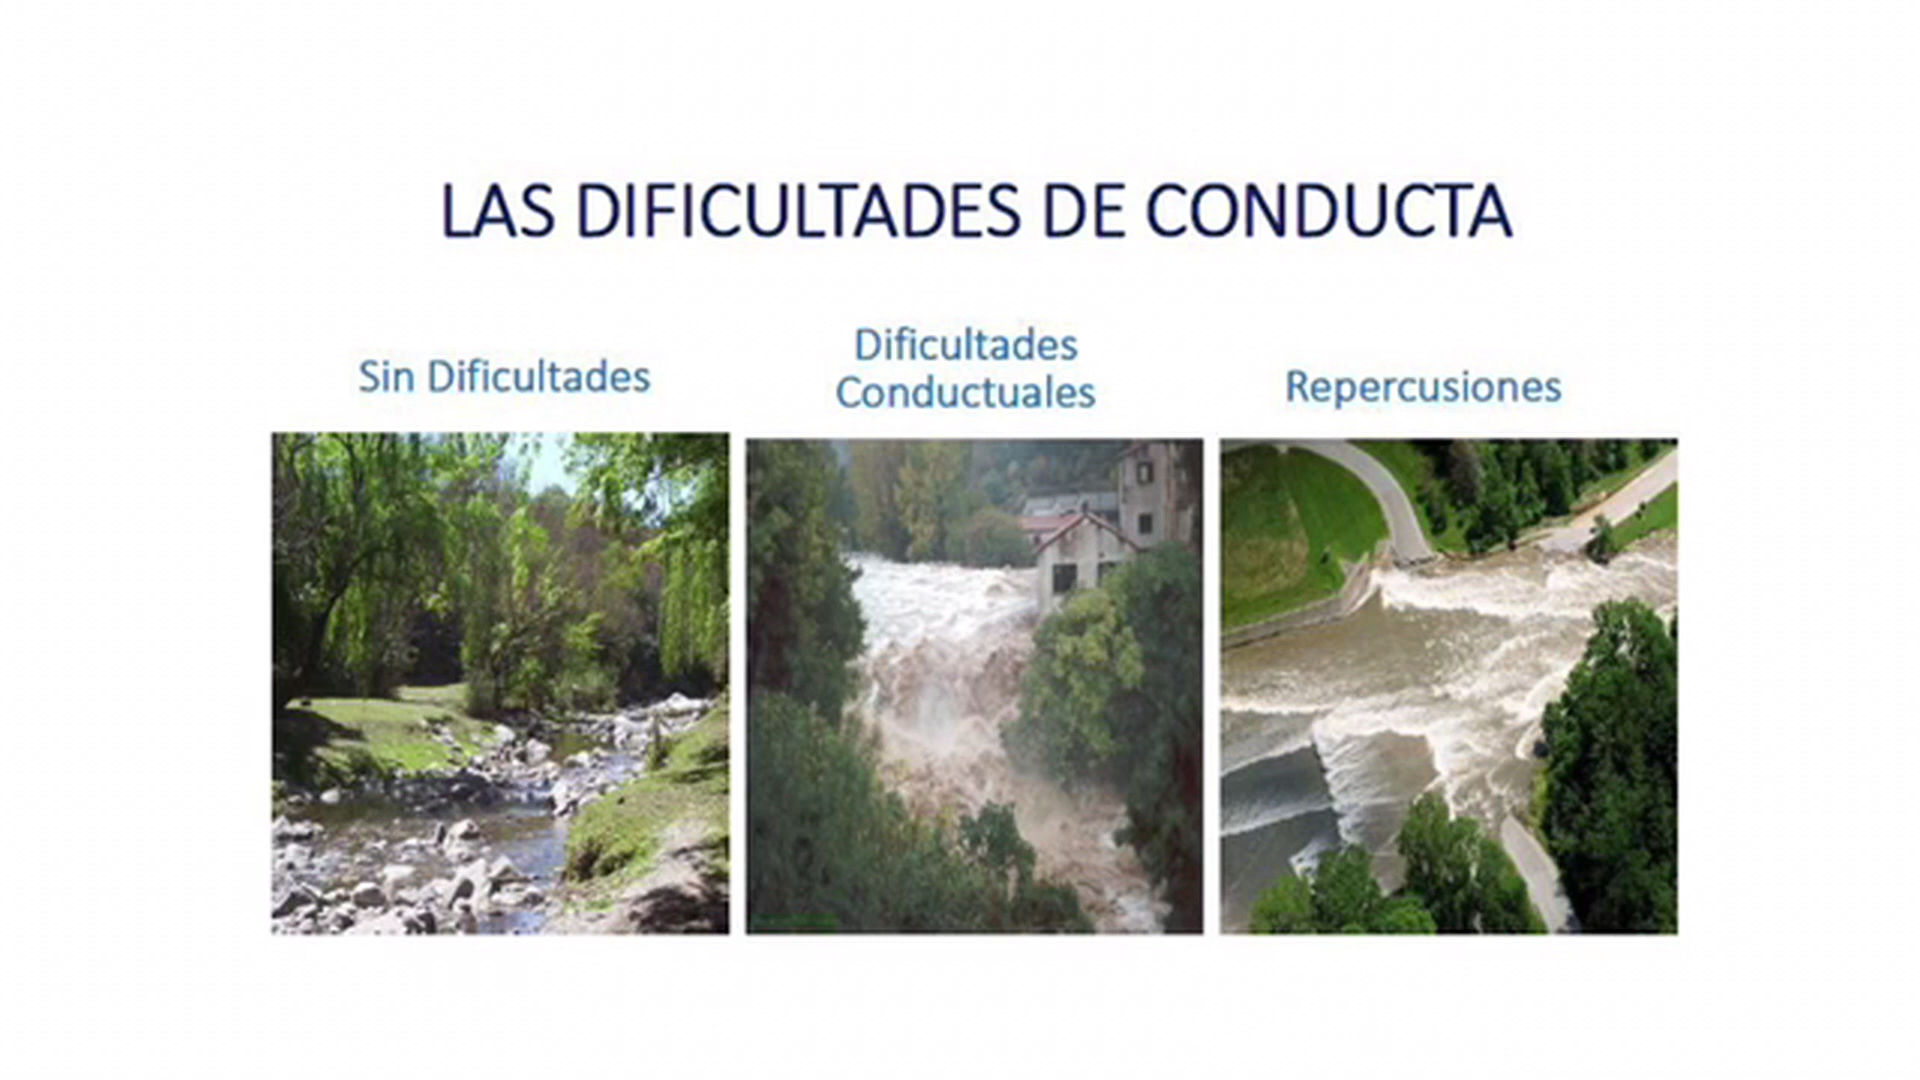 LAS DIFICULTADES DE CONDUCTA
Sin Dificultades
Dificultades
Conductuales
Repercusiones